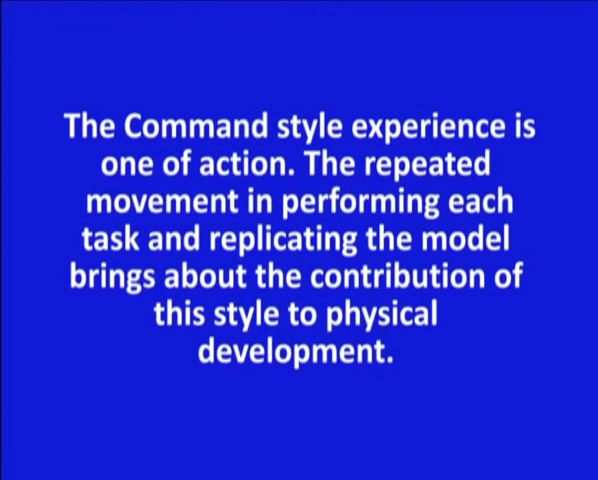 The Command style experience is
one of action. The repeated
movement in performing each
task and replicating the model
brings about the contribution of
this style to physical
development.